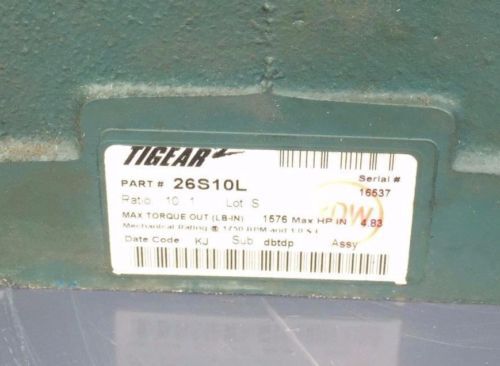 TIGEAR
Serial #
PART # 26S10L
16537
Ratio 10 1 Lot S
DW
MAX TORQUE OUT (LB-IN) 1576 Max HP IN 4.83
Mechanical Rating @ 1750 RPM and 1.0 S.F.
Date Code KJ Sub dbtdp Assy